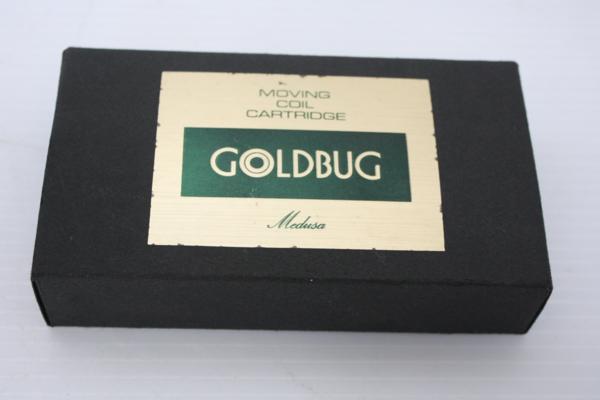 MOVING
COIL
CARTRIDGE
GOLDBUG
Medusa